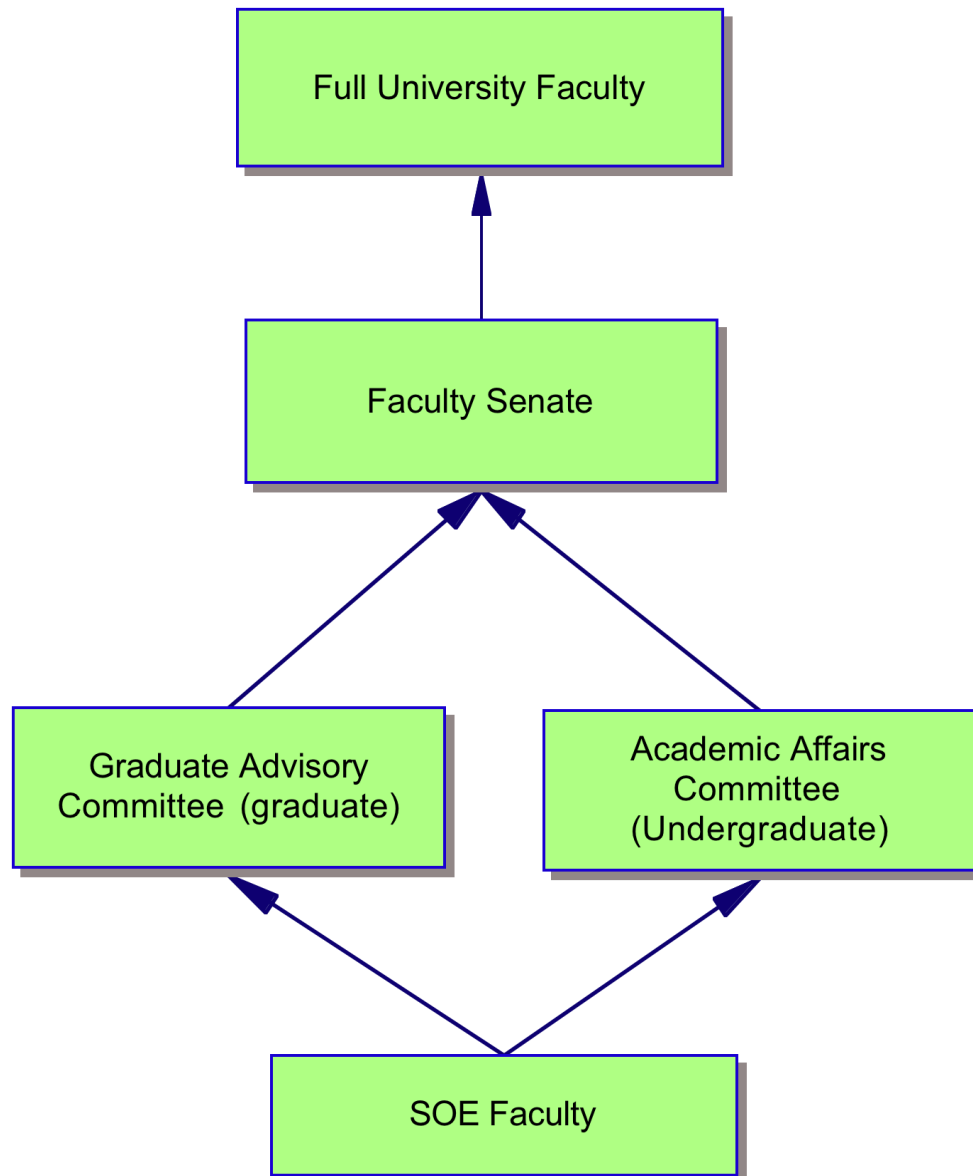 Full University Faculty
Faculty Senate
Graduate Advisory
Committee (graduate)
Academic Affairs
Committee
(Undergraduate)
SOE Faculty